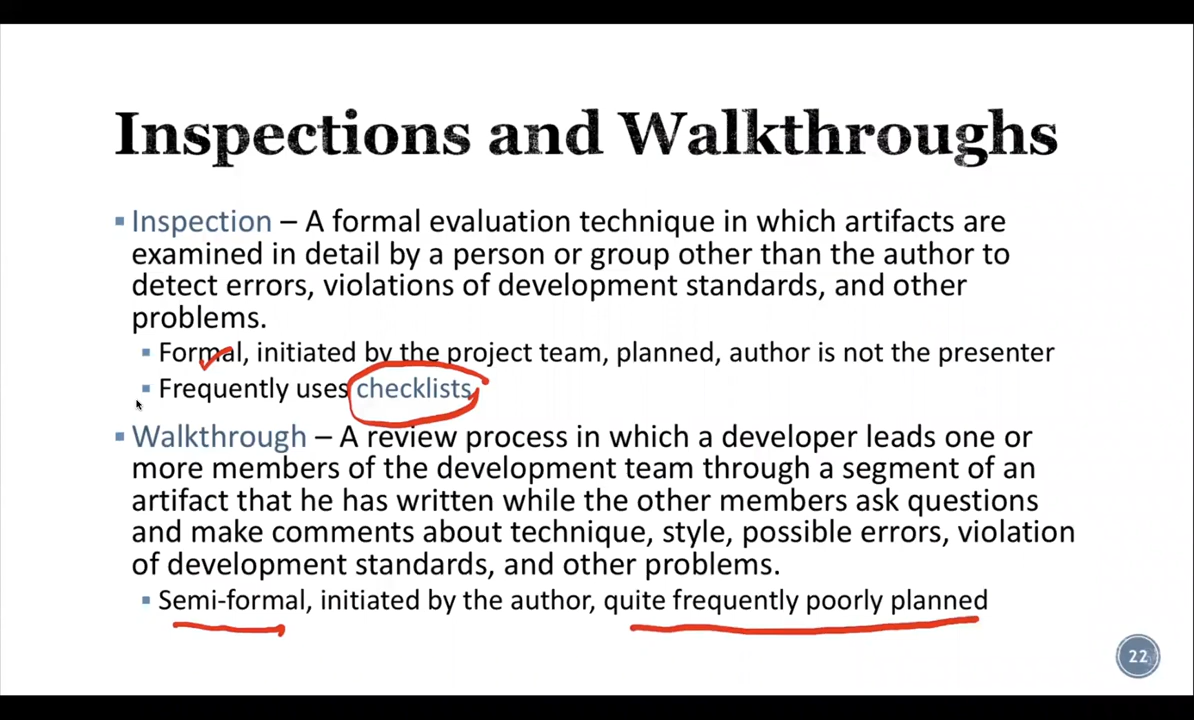 Inspections and Walkthroughs
▪ Inspection – A formal evaluation technique in which artifacts are
examined in detail by a person or group other than the author to
detect errors, violations of development standards, and other
problems.
▪ Formal, initiated by the project team, planned, author is not the presenter
▪ Frequently uses checklists
▪ Walkthrough – A review process in which a developer leads one or
more members of the development team through a segment of an
artifact that he has written while the other members ask questions
and make comments about technique, style, possible errors, violation
of development standards, and other problems.
▪ Semi-formal, initiated by the author, quite frequently poorly planned
22